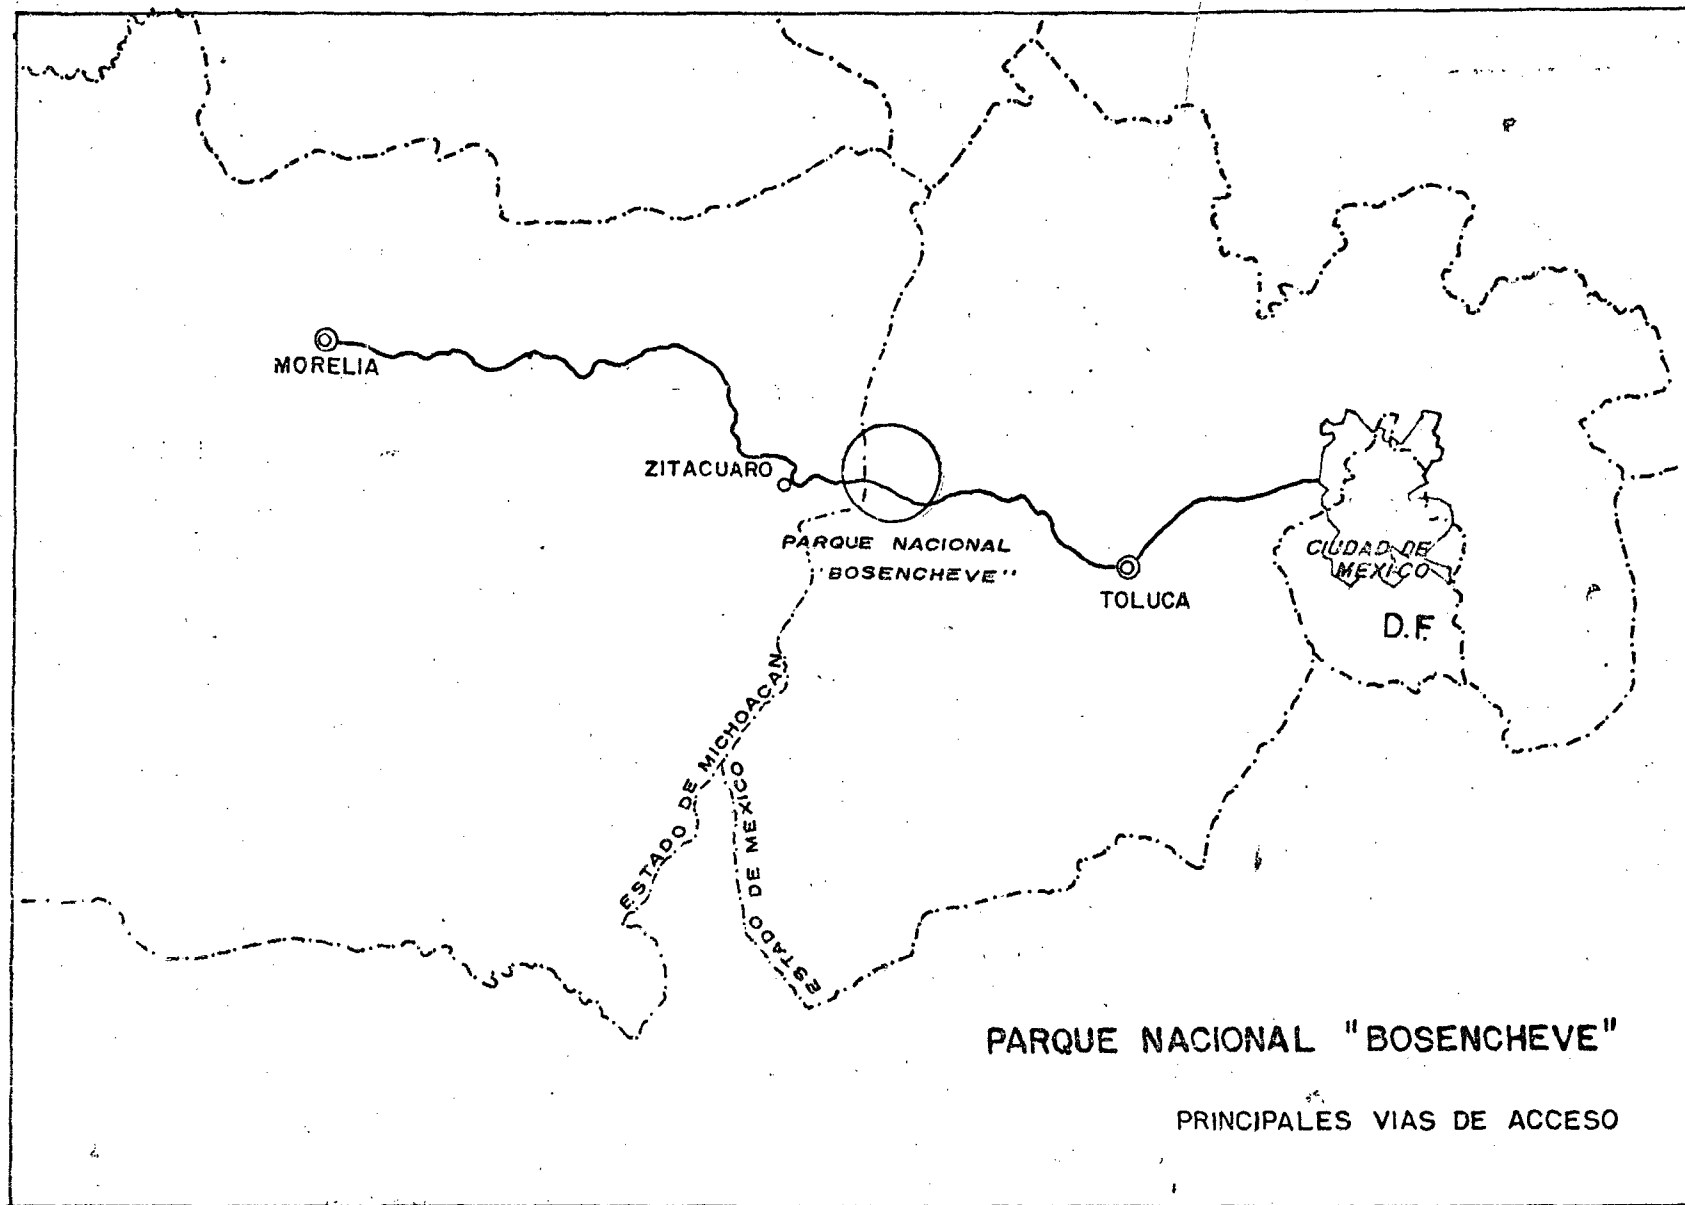 MORELIA
ZITACUARO
PARQUE NACIONAL
"BOSENCHEVE"
TOLUCA
CIUDAD DE
MEXICO
D.F.
ESTADO DE MICHOACAN
ESTADO DE MEXICO
PARQUE NACIONAL "BOSENCHEVE"
PRINCIPALES VIAS DE ACCESO